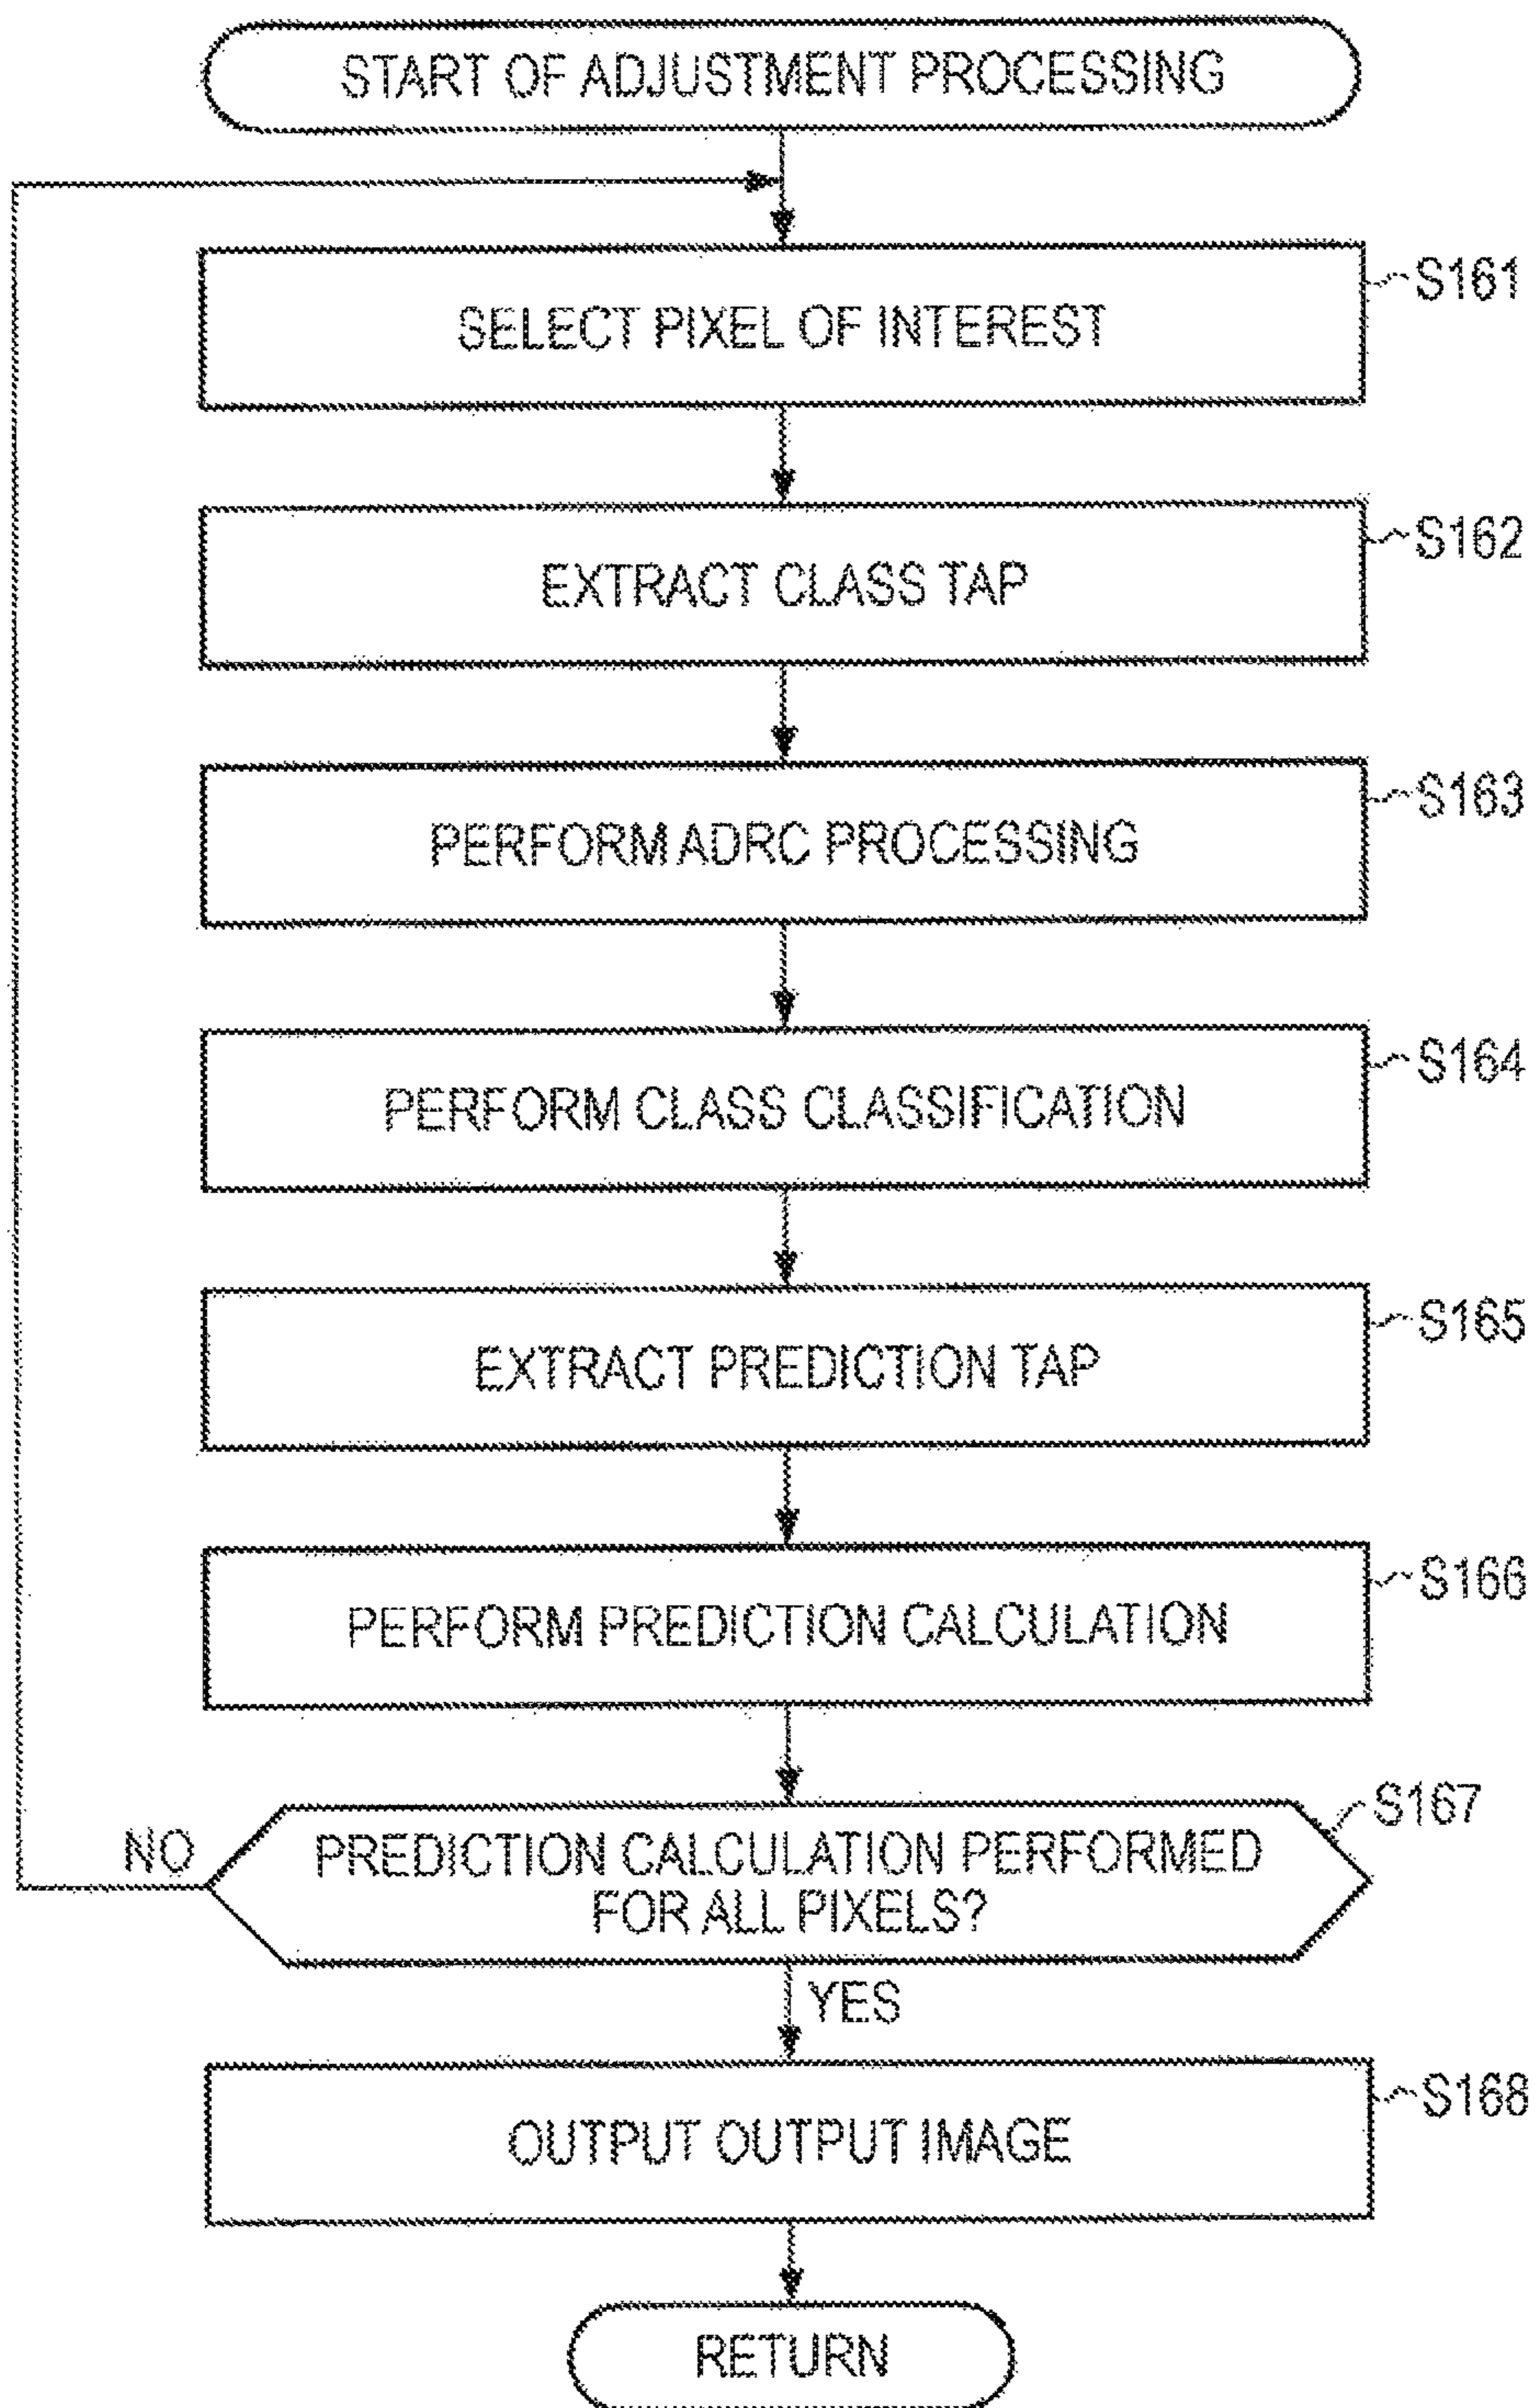 START OF ADJUSTMENT PROCESSING
S161
SELECT PIXEL OF INTEREST
S162
EXTRACT CLASS TAP
S163
PERFORM ADRC PROCESSING
S164
PERFORM CLASS CLASSIFICATION
S165
EXTRACT PREDICTION TAP
S166
PERFORM PREDICTION CALCULATION
S167
NO
PREDICTION CALCULATION PERFORMED
FOR ALL PIXELS?
YES
S168
OUTPUT OUTPUT IMAGE
RETURN